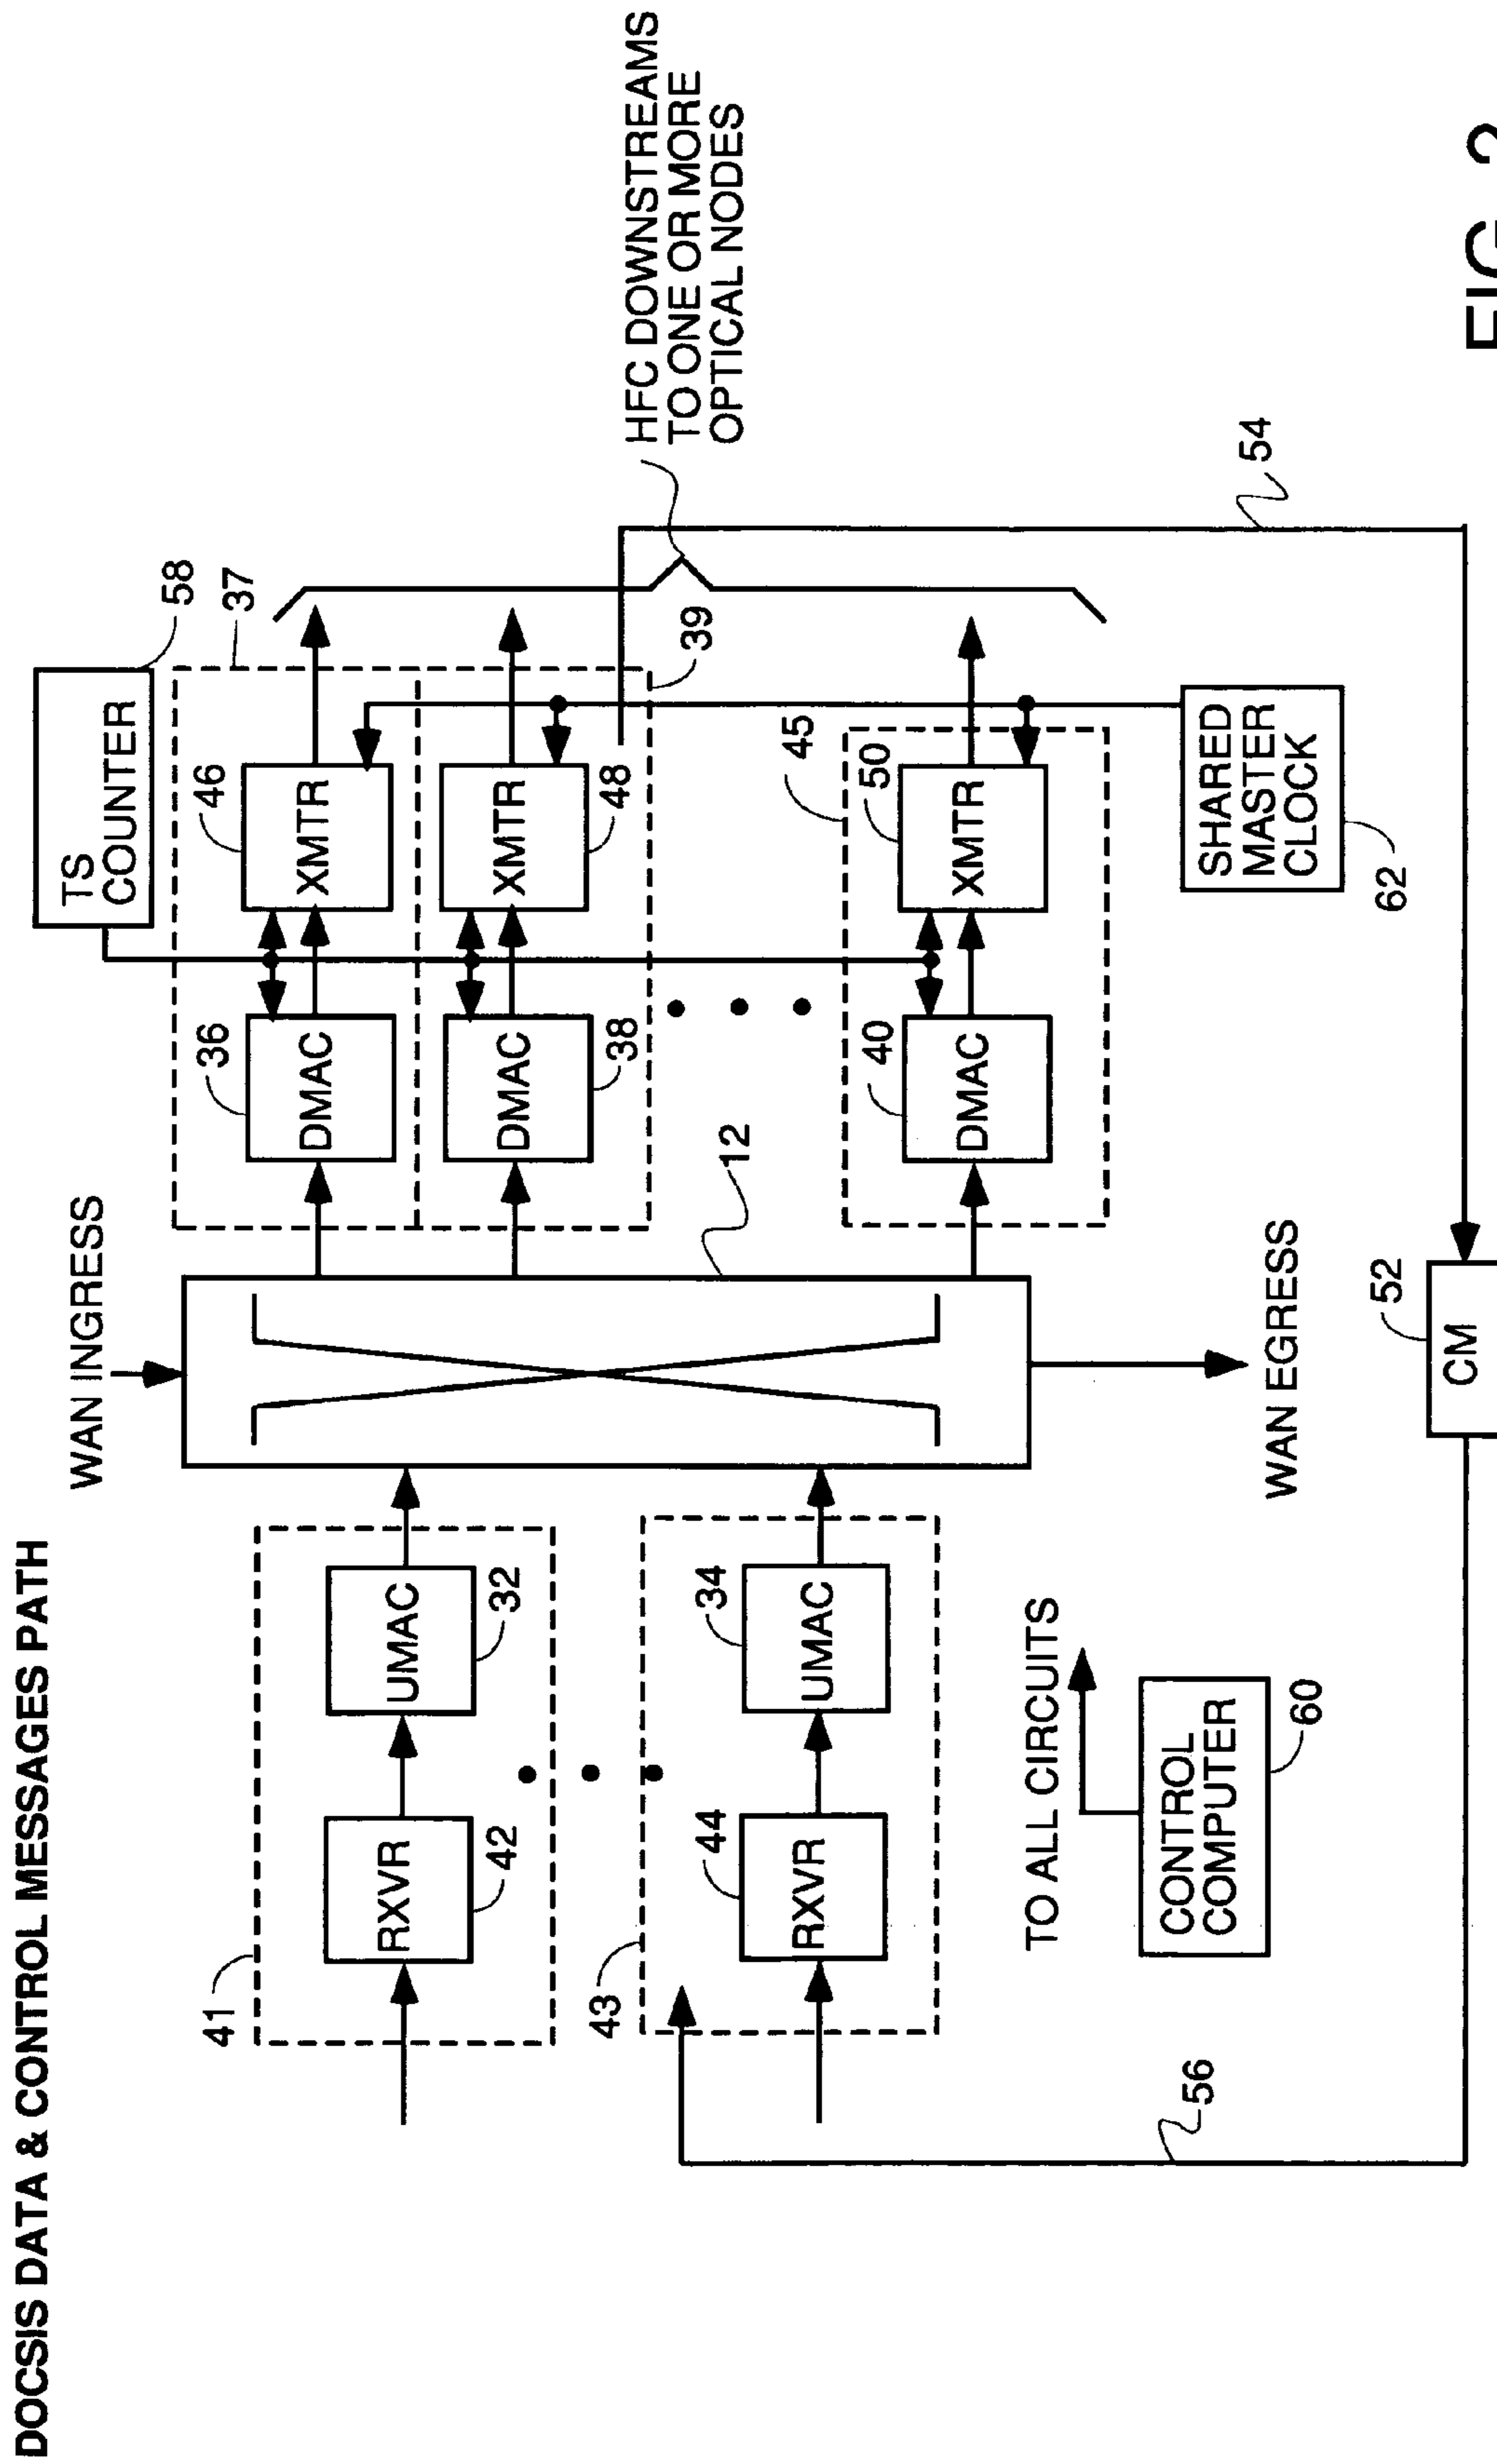 DOCSIS DATA & CONTROL MESSAGES PATH
WAN INGRESS
TS
COUNTER
58
37
41
RXVR
42
UMAC
32
36
DMAC
46
XMTR
DMAC
38
XMTR
48
39
HFC DOWNSTREAMS
TO ONE OR MORE
OPTICAL NODES
12
43
44
RXVR
34
UMAC
45
40
DMAC
50
XMTR
TO ALL CIRCUITS
CONTROL
COMPUTER
60
WAN EGRESS
SHARED
MASTER
CLOCK
62
54
56
52
CM